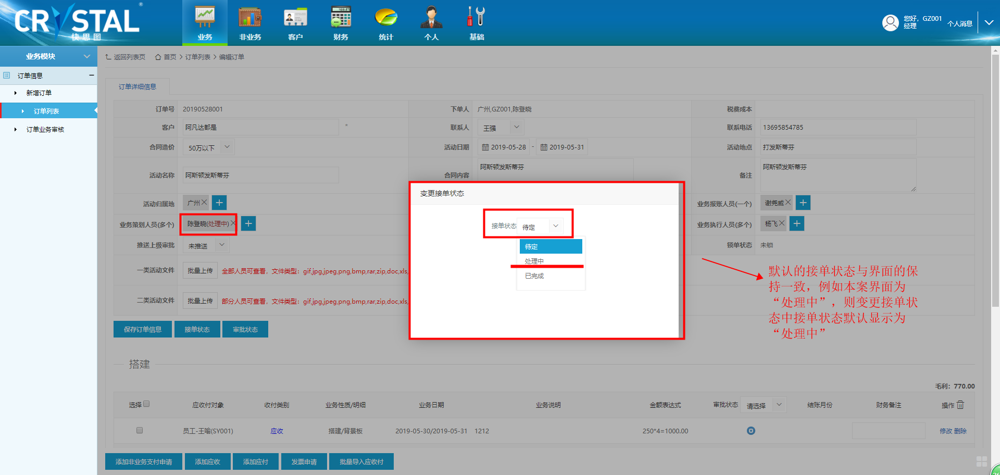 CRYSTAL ®
快思图
业务
非业务
客户
财务
统计
个人
基础
您好，GZ001
经理
个人消息
业务模块
订单信息
新增订单
订单列表
订单业务审核
返回列表页 首页 > 订单列表 > 编辑订单
订单详细信息
订单号 20190528001 下单人 广州,GZ001,陈登晓 税费成本
客户 阿凡达都是 * 联系人 王强 联系电话 13695854785
合同造价 50万以下 活动日期 2019-05-28 - 2019-05-31 活动地点 打发斯蒂芬
活动名称 阿斯顿发斯蒂芬 合同内容 阿斯顿发斯蒂芬 备注 阿斯顿发斯蒂芬
活动归属地 广州 业务报账人员(一个) 谢尧威
业务策划人员(多个) 陈登晓(处理中) 业务执行人员(多个) 杨飞
推送上级审批 未推送 锁单状态 未锁
一类活动文件 批量上传 全部人员可查看，文件类型：gif,jpg,jpeg,png,bmp,rar,zip,doc,xls,
二类活动文件 批量上传 部分人员可查看，文件类型：gif,jpg,jpeg,png,bmp,rar,zip,doc,xls,
保存订单信息 接单状态 审批状态
变更接单状态
接单状态 待定
待定
处理中
已完成
默认的接单状态与界面的保
持一致，例如本案界面为
“处理中”，则变更接单状
态中接单状态默认显示为
“处理中”
搭建
毛利：770.00
选择 应收付对象 收付类别 业务性质/明细 业务日期 业务说明 金额表达式 审批状态 请选择 结账月份 财务备注 操作
员工-王喻(SY001) 应收 搭建/背景板 2019-05-30/2019-05-31 1212 250*4=1000.00 修改 删除
添加非业务支付申请 添加应收 添加应付 发票申请 批量导入应收付